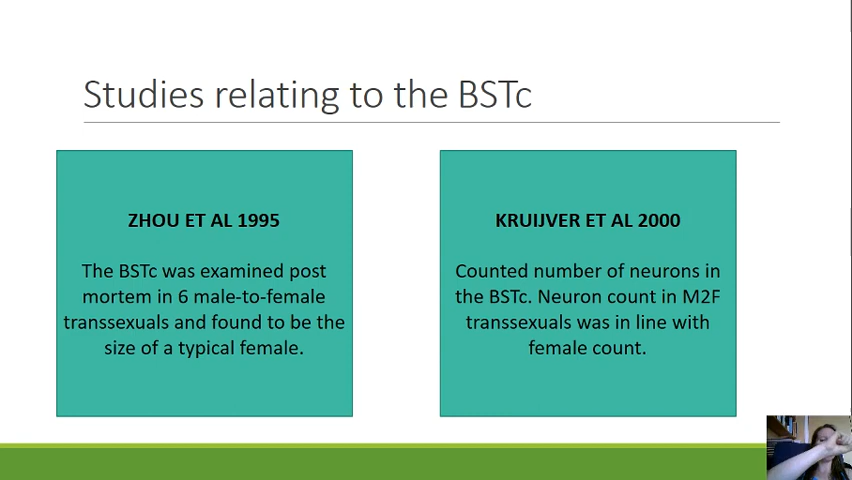 Studies relating to the BSTc
ZHOU ET AL 1995
The BSTc was examined post
mortem in 6 male-to-female
transsexuals and found to be the
size of a typical female.
KRUIJVER ET AL 2000
Counted number of neurons in
the BSTc. Neuron count in M2F
transsexuals was in line with
female count.